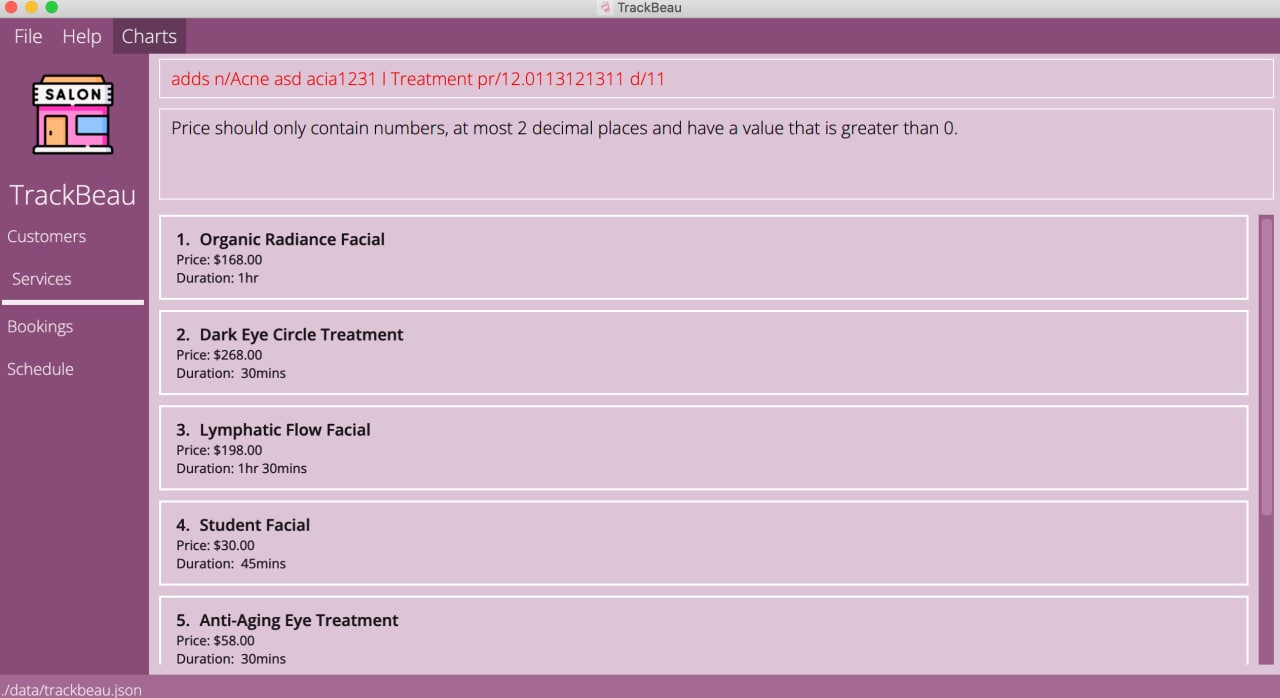 TrackBeau
File Help Charts
SALON
TrackBeau
Customers
Services
Bookings
Schedule
adds n/Acne asd acia1231 l Treatment pr/12.0113121311 d/11
Price should only contain numbers, at most 2 decimal places and have a value that is greater than 0.
1. Organic Radiance Facial
Price: $168.00
Duration: 1hr
2. Dark Eye Circle Treatment
Price: $268.00
Duration: 30mins
3. Lymphatic Flow Facial
Price: $198.00
Duration: 1hr 30mins
4. Student Facial
Price: $30.00
Duration: 45mins
5. Anti-Aging Eye Treatment
Price: $58.00
Duration: 30mins
./data/trackbeau.json